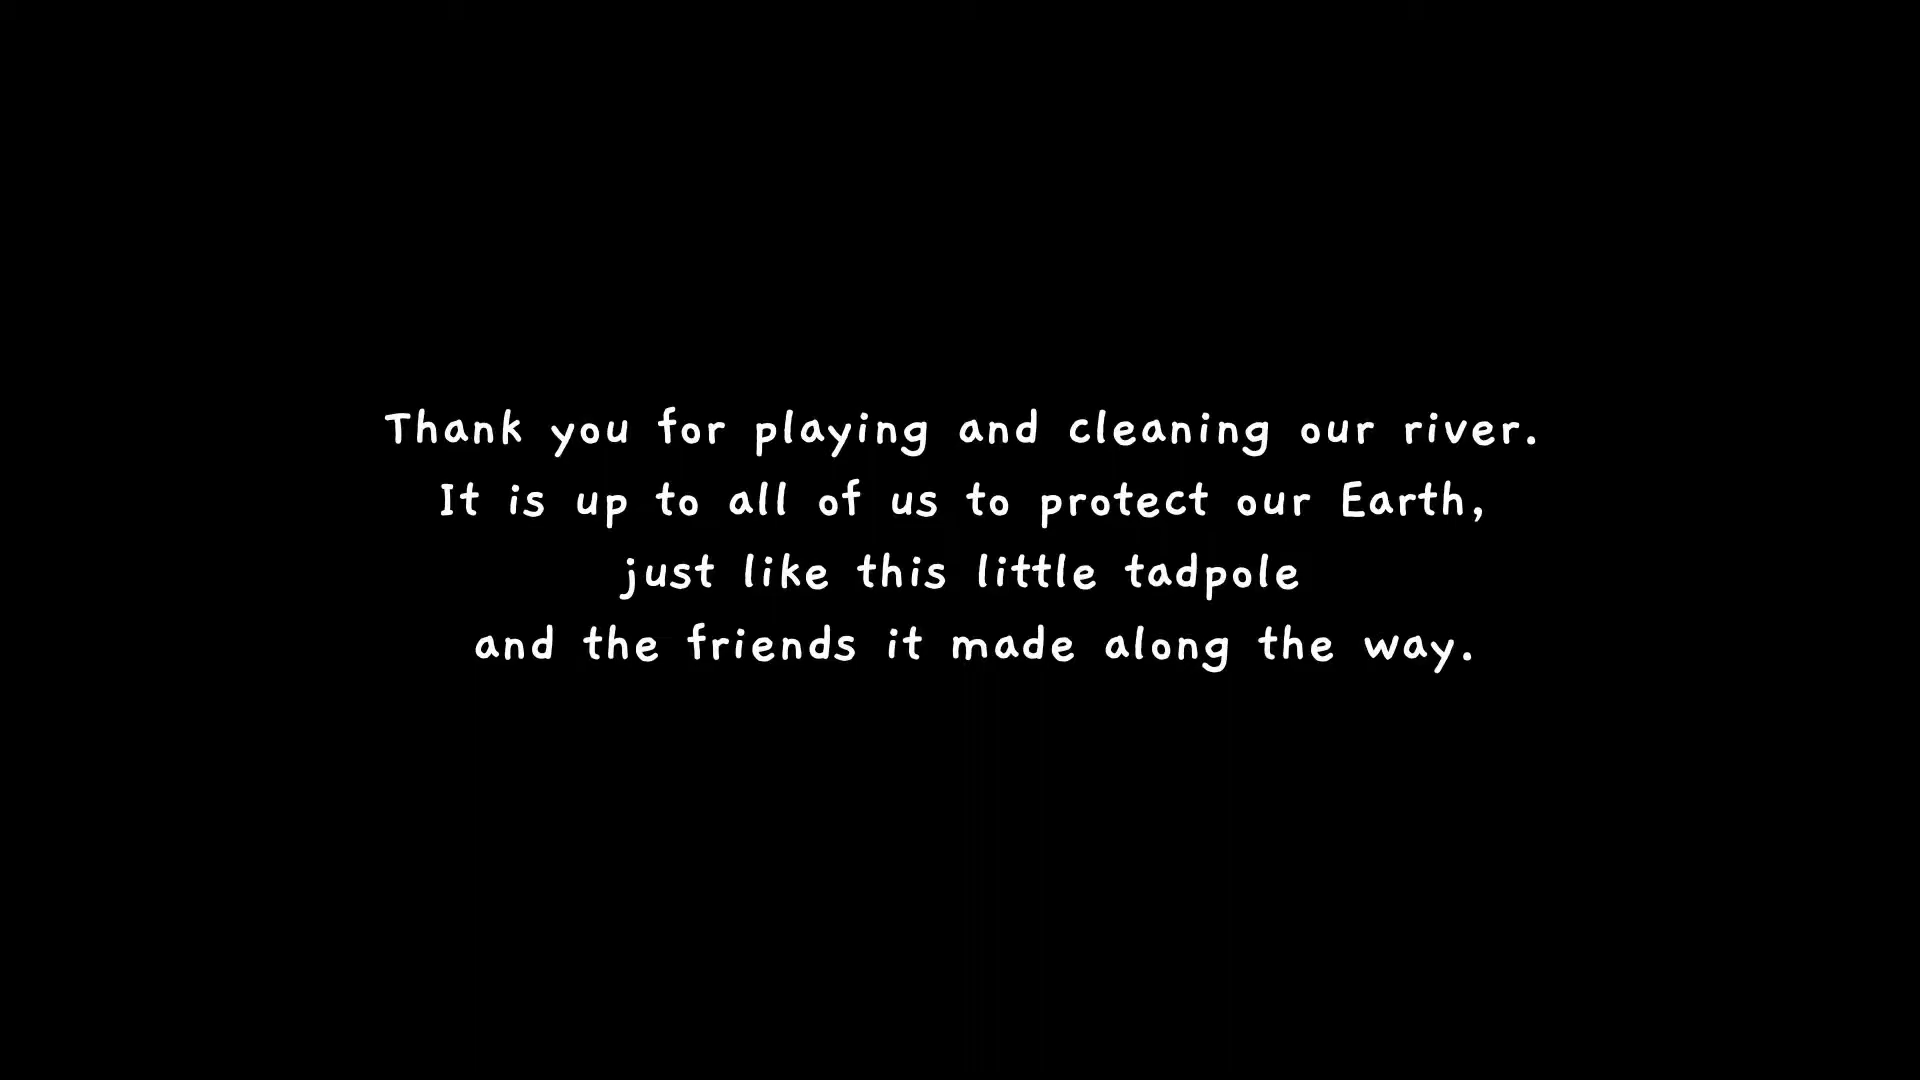 Thank you for playing and cleaning our river.
It is up to all of us to protect our Earth,
just like this little tadpole
and the friends it made along the way.